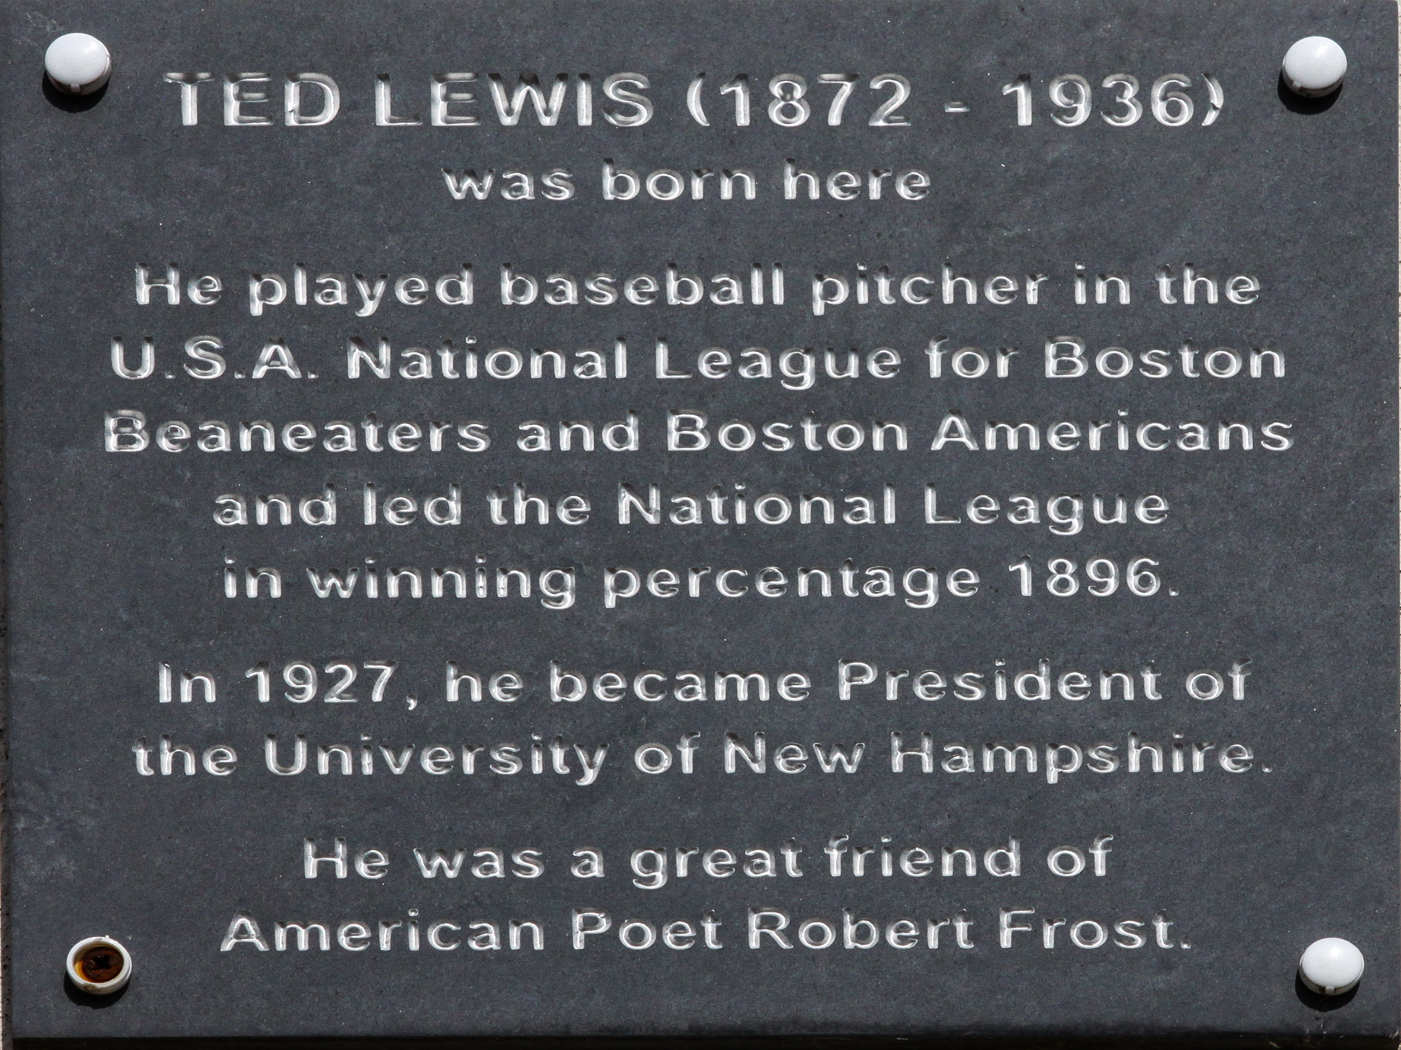 TED LEWIS (1872 - 1936)
was born here
He played baseball pitcher in the
U.S.A. National League for Boston
Beaneaters and Boston Americans
and led the National League
in winning percentage 1896.
In 1927, he became President of
the University of New Hampshire.
He was a great friend of
American Poet Robert Frost.